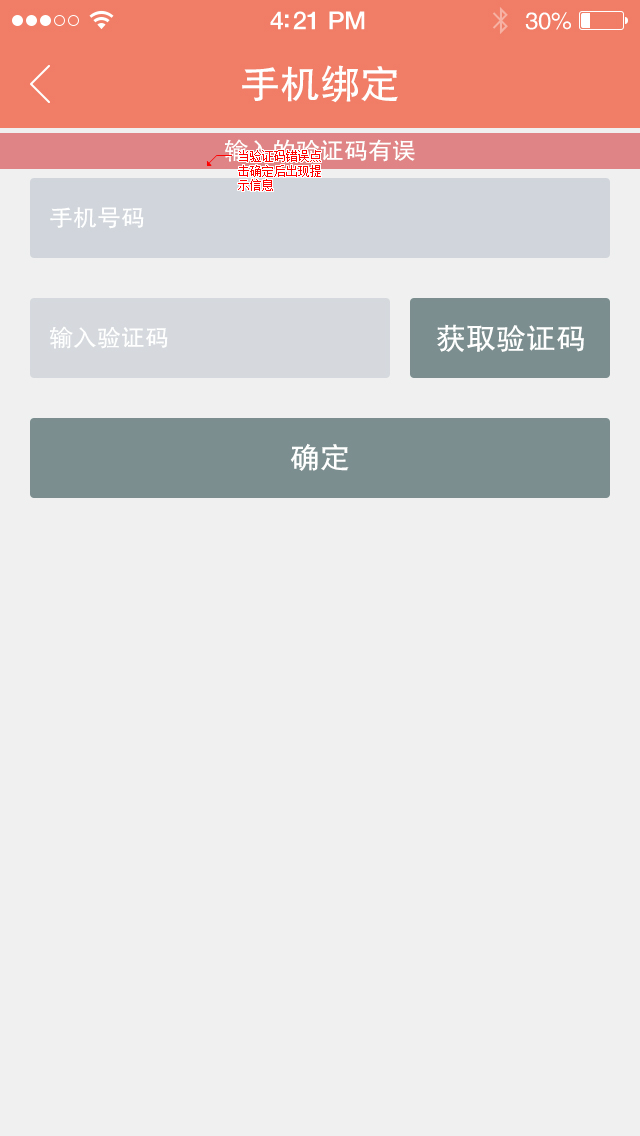 4:21 PM
30%
手机绑定
输入的验证码有误
当验证码错误点
击确定后出现提
示信息
手机号码
输入验证码
获取验证码
确定